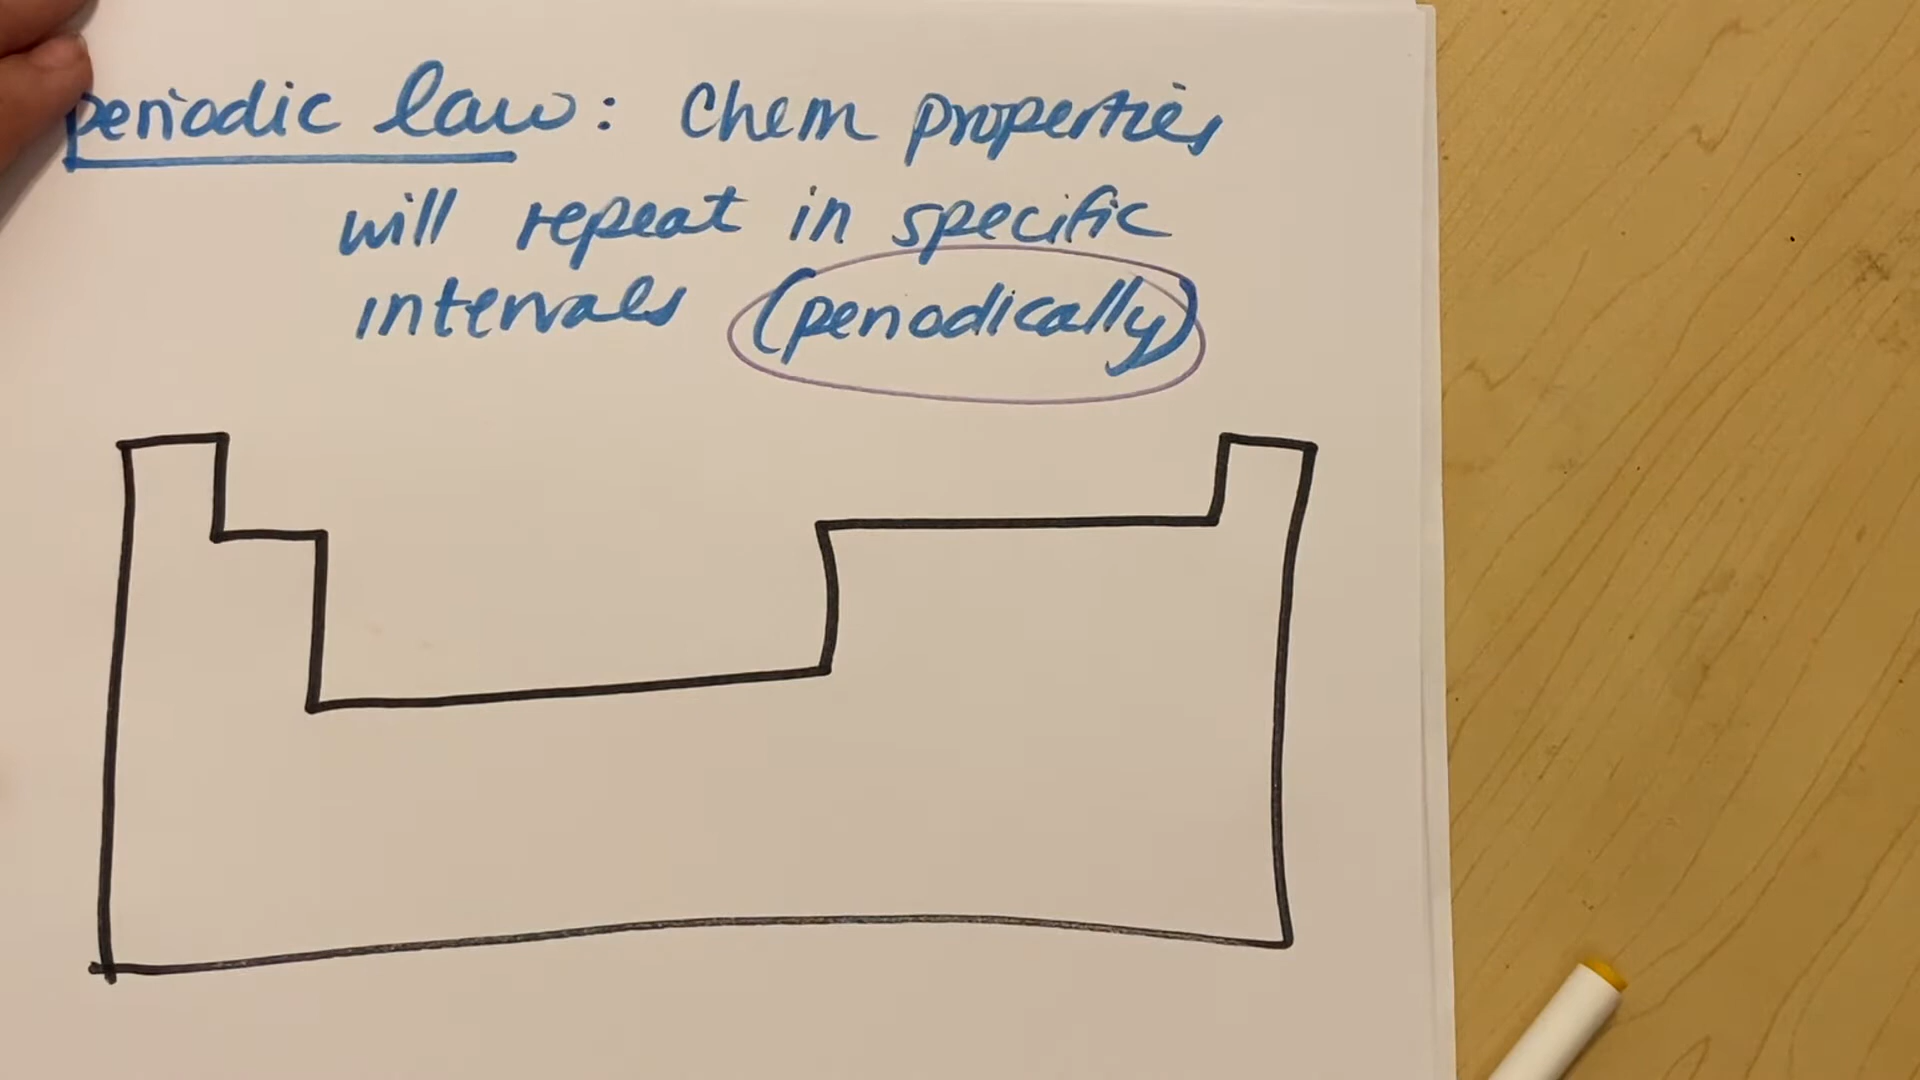 periodic law: Chem properties
will repeat in specific
intervals (periodically)